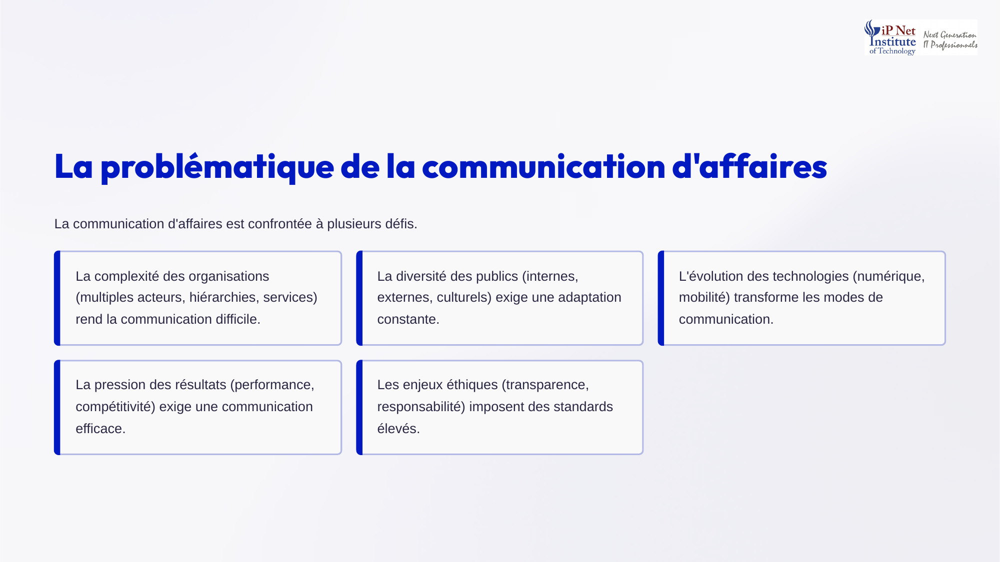 iP Net
Institute
of Technology
Next Generation
IT Professionnels
La problématique de la communication d'affaires
La communication d'affaires est confrontée à plusieurs défis.
La complexité des organisations
(multiples acteurs, hiérarchies, services)
rend la communication difficile.
La diversité des publics (internes,
externes, culturels) exige une adaptation
constante.
L'évolution des technologies (numérique,
mobilité) transforme les modes de
communication.
La pression des résultats (performance,
compétitivité) exige une communication
efficace.
Les enjeux éthiques (transparence,
responsabilité) imposent des standards
élevés.